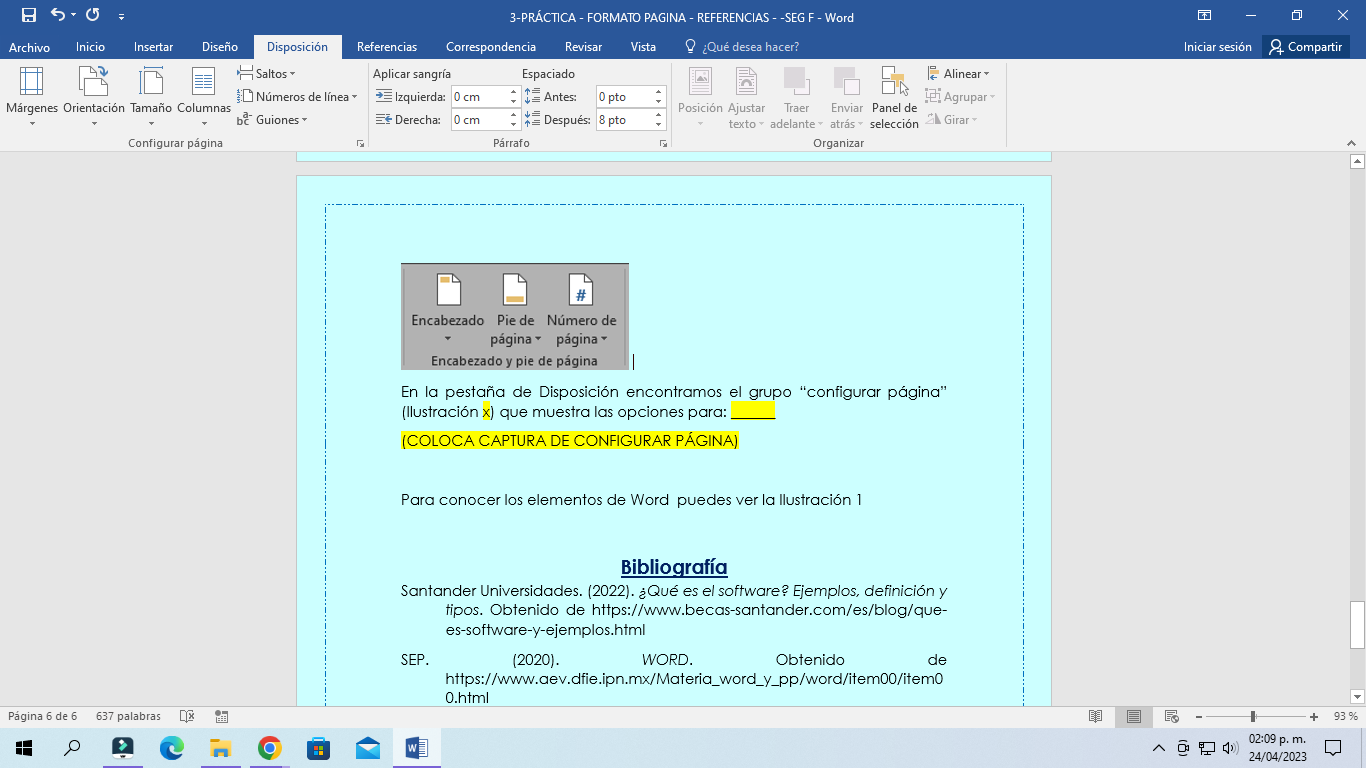 3-PRÁCTICA - FORMATO PAGINA - REFERENCIAS - -SEG F - Word
Archivo Inicio Insertar Diseño Disposición Referencias Correspondencia Revisar Vista ¿Qué desea hacer? Iniciar sesión Compartir
Márgenes Orientación Tamaño Columnas
Saltos
Números de línea
Guiones
Configurar página
Aplicar sangría Espaciado
Izquierda: 0 cm Antes: 0 pto
Derecha: 0 cm Después: 8 pto
Párrafo
Posición Ajustar texto Traer adelante Enviar atrás Panel de selección
Alinear
Agrupar
Girar
Organizar
Encabezado Pie de página Número de página
Encabezado y pie de página
En la pestaña de Disposición encontramos el grupo “configurar página”
(Ilustración x) que muestra las opciones para: ______
(COLOCA CAPTURA DE CONFIGURAR PÁGINA)
Para conocer los elementos de Word  puedes ver la Ilustración 1
Bibliografía
Santander Universidades. (2022). ¿Qué es el software? Ejemplos, definición y
tipos. Obtenido de https://www.becas-santander.com/es/blog/que-
es-software-y-ejemplos.html
SEP. (2020). WORD. Obtenido de
https://www.aev.dfie.ipn.mx/Materia_word_y_pp/word/item00/item0
0.html
Página 6 de 6 637 palabras 93 %
02:09 p. m.
24/04/2023